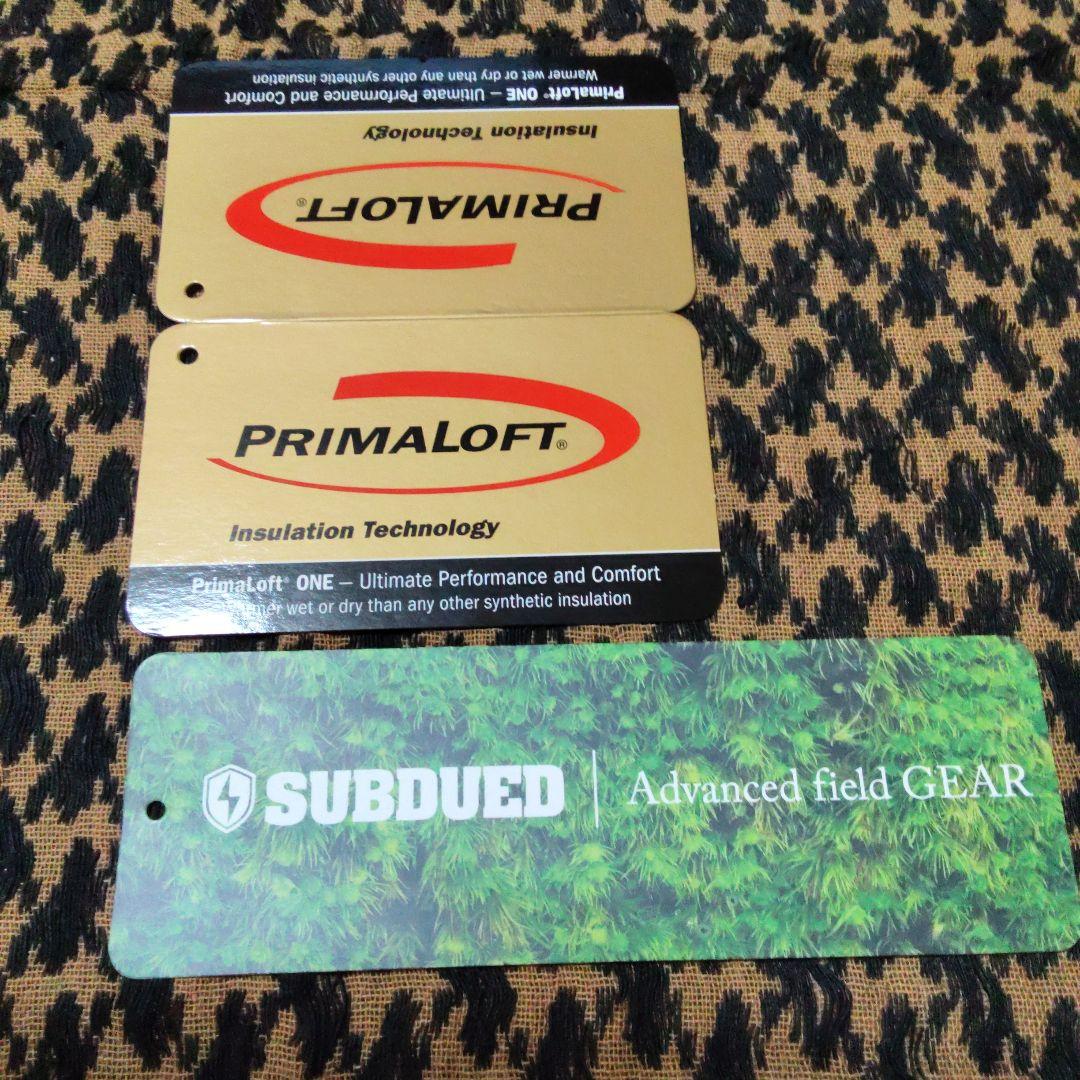 PrimaLoft® ONE — Ultimate Performance and Comfort
Warmer wet or dry than any other synthetic insulation
Insulation Technology
PRIMALOFT®
PRIMALOFT®
Insulation Technology
PrimaLoft® ONE — Ultimate Performance and Comfort
Warmer wet or dry than any other synthetic insulation
SUBDUED | Advanced field GEAR